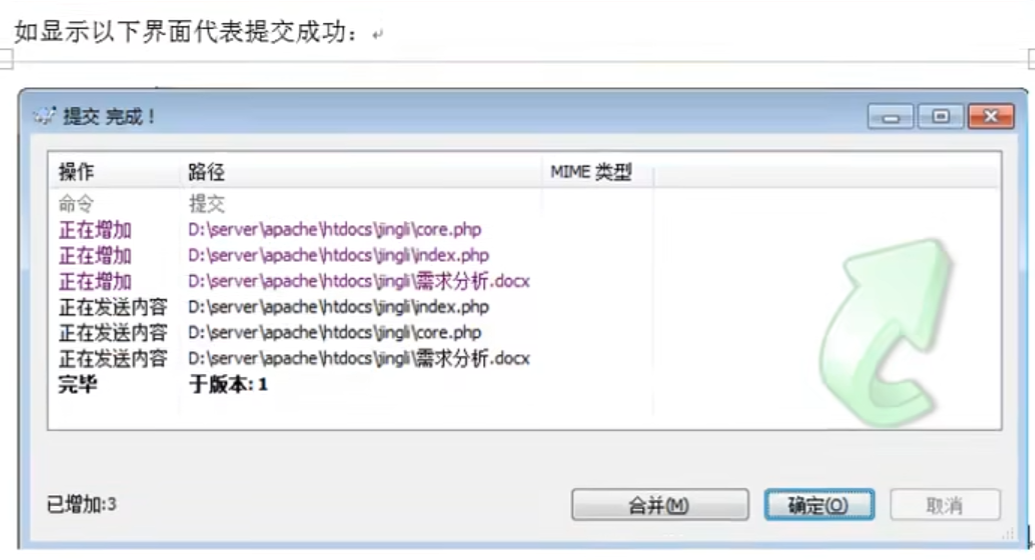 如显示以下界面代表提交成功：
提交 完成！
操作 路径 MIME 类型
命令 提交
正在增加 D:\server\apache\htdocs\jingli\core.php
正在增加 D:\server\apache\htdocs\jingli\index.php
正在增加 D:\server\apache\htdocs\jingli\需求分析.docx
正在发送内容 D:\server\apache\htdocs\jingli\index.php
正在发送内容 D:\server\apache\htdocs\jingli\core.php
正在发送内容 D:\server\apache\htdocs\jingli\需求分析.docx
完毕 于版本: 1
已增加:3 合并(M) 确定(O) 取消